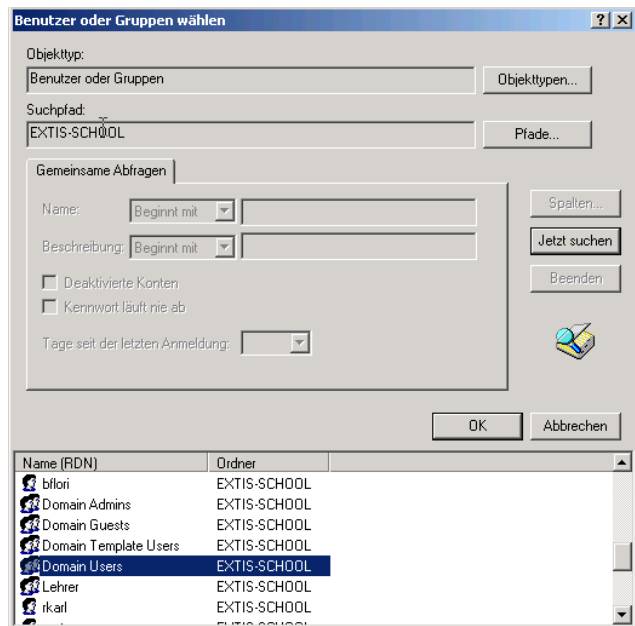 Benutzer oder Gruppen wählen
Objekttyp:
Benutzer oder Gruppen
Objekttypen...
Suchpfad:
EXTIS-SCHOOL
Pfade...
Gemeinsame Abfragen
Name: Beginnt mit
Spalten...
Beschreibung: Beginnt mit
Jetzt suchen
Deaktivierte Konten
Beenden
Kennwort läuft nie ab
Tage seit der letzten Anmeldung:
OK Abbrechen
Name (RDN) Ordner
bflori EXTIS-SCHOOL
Domain Admins EXTIS-SCHOOL
Domain Guests EXTIS-SCHOOL
Domain Template Users EXTIS-SCHOOL
Domain Users EXTIS-SCHOOL
Lehrer EXTIS-SCHOOL
rkarl EXTIS-SCHOOL